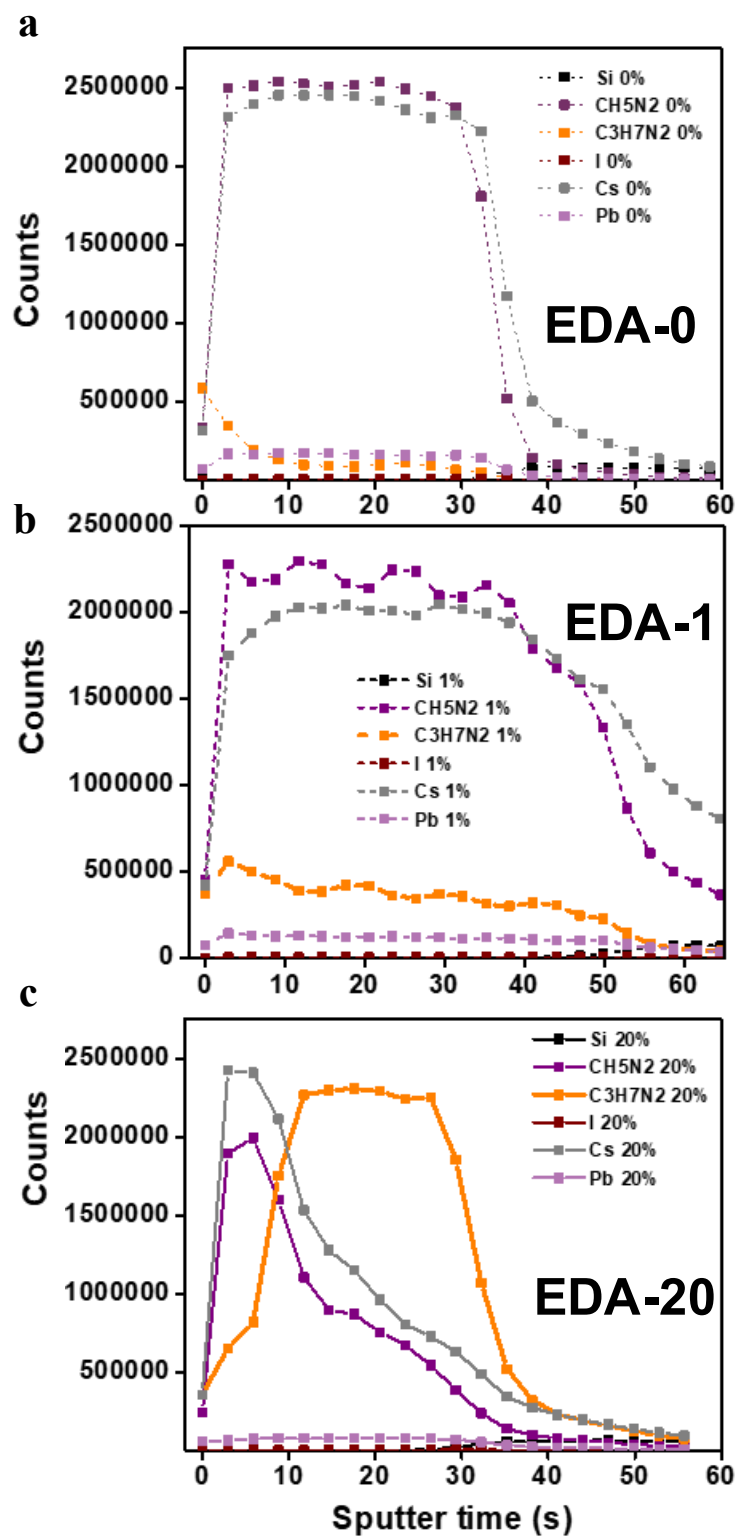 a
Counts
2500000
2000000
1500000
1000000
500000
Si 0%
CH5N2 0%
C3H7N2 0%
I 0%
Cs 0%
Pb 0%
EDA-0
0 10 20 30 40 50 60
b
Counts
2500000
2000000
1500000
1000000
500000
0
EDA-1
Si 1%
CH5N2 1%
C3H7N2 1%
I 1%
Cs 1%
Pb 1%
0 10 20 30 40 50 60
c
Counts
2500000
2000000
1500000
1000000
500000
Si 20%
CH5N2 20%
C3H7N2 20%
I 20%
Cs 20%
Pb 20%
EDA-20
0 10 20 30 40 50 60
Sputter time (s)